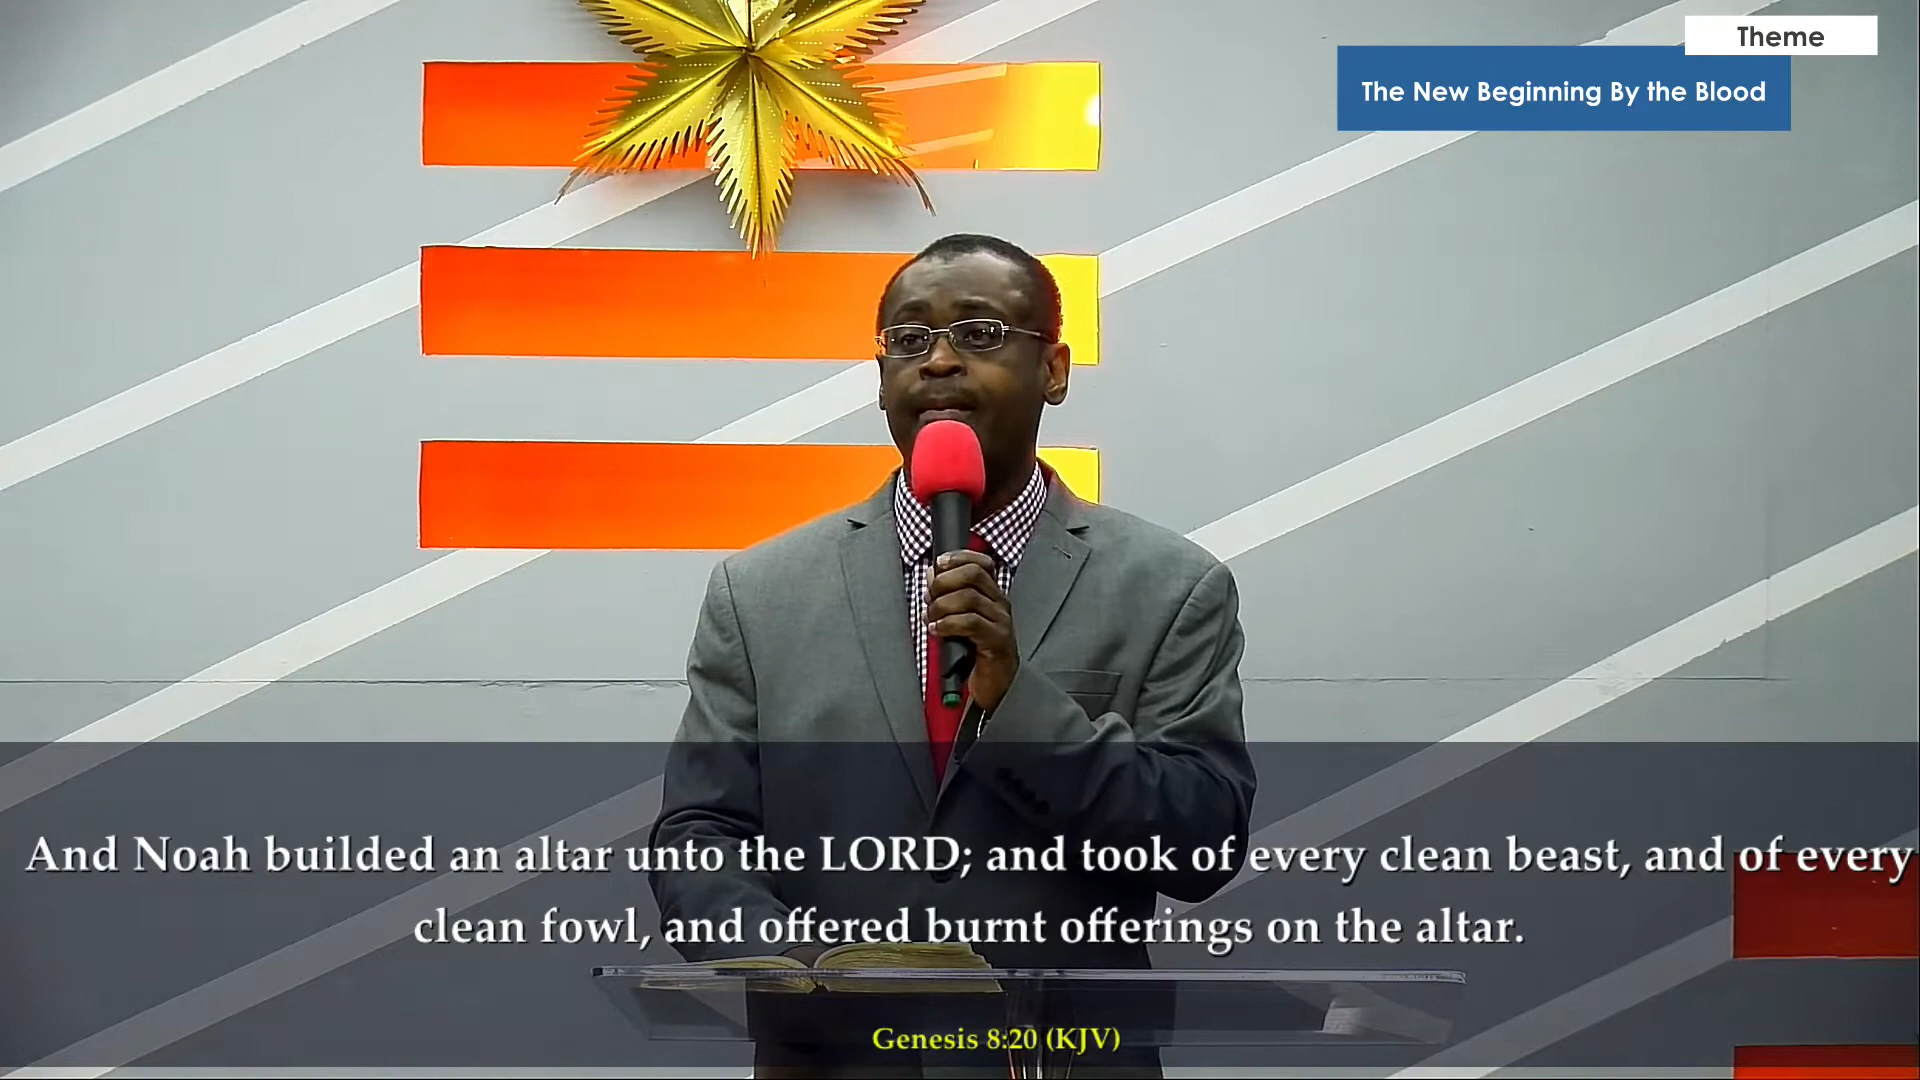 Theme
The New Beginning By the Blood
And Noah builded an altar unto the LORD; and took of every clean beast, and of every
clean fowl, and offered burnt offerings on the altar.
Genesis 8:20 (KJV)